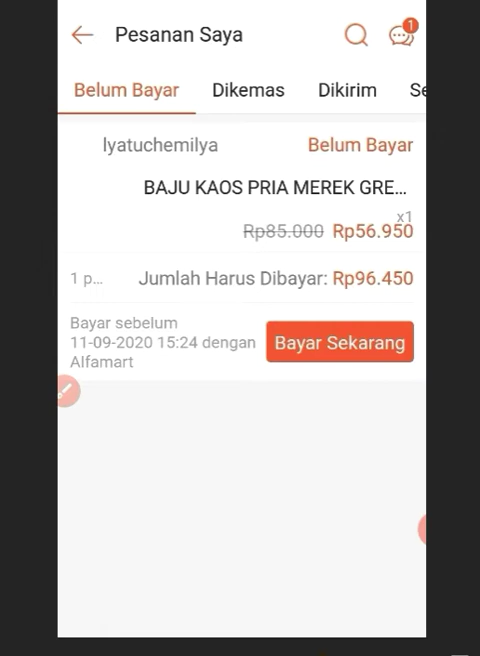 Pesanan Saya
1
Belum Bayar Dikemas Dikirim Se
lyatuchemilya Belum Bayar
BAJU KAOS PRIA MEREK GRE...
x1
Rp85.000 Rp56.950
1 p... Jumlah Harus Dibayar: Rp96.450
Bayar sebelum
11-09-2020 15:24 dengan
Alfamart
Bayar Sekarang